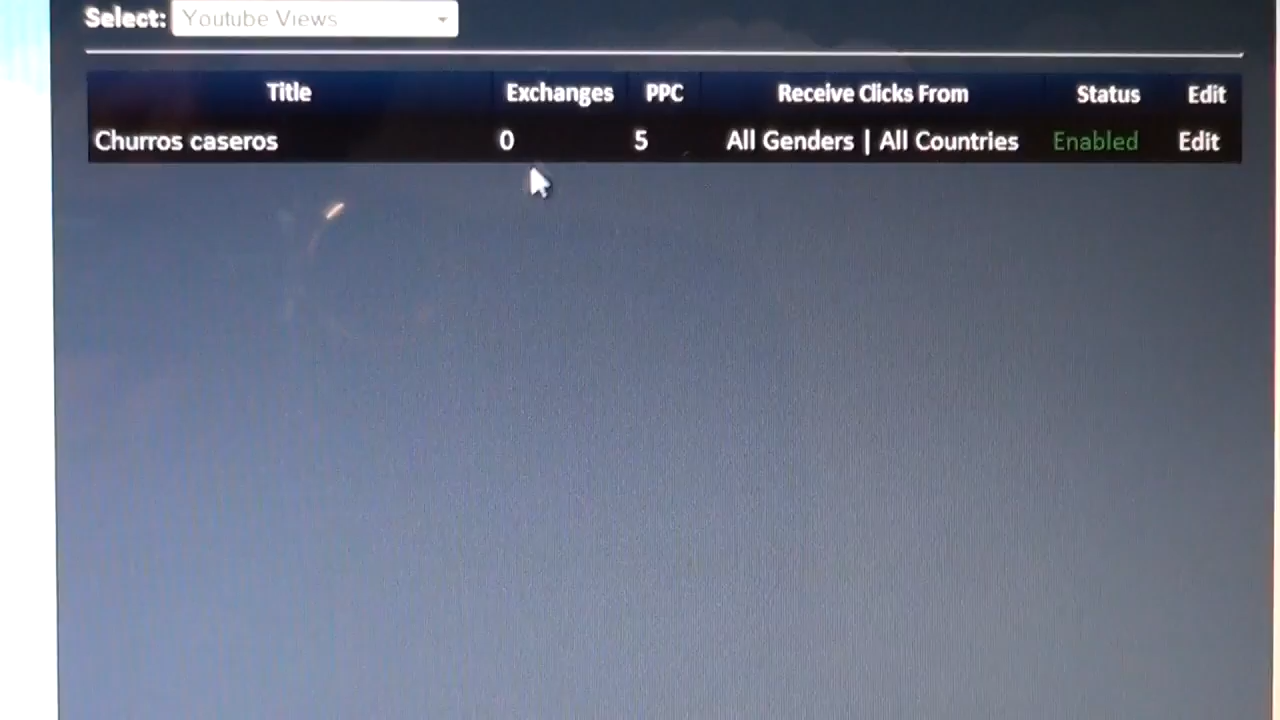 Select: Youtube Views
Title Exchanges PPC Receive Clicks From Status Edit
Churros caseros 0 5 All Genders | All Countries Enabled Edit